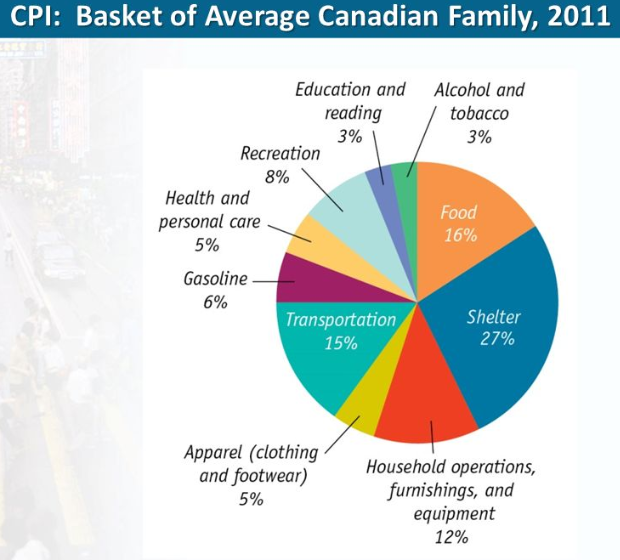 CPI: Basket of Average Canadian Family, 2011
Education and
reading
3%
Alcohol and
tobacco
3%
Recreation
8%
Health and
personal care
5%
Gasoline
6%
Food
16%
Shelter
27%
Transportation
15%
Apparel (clothing
and footwear)
5%
Household operations,
furnishings, and
equipment
12%